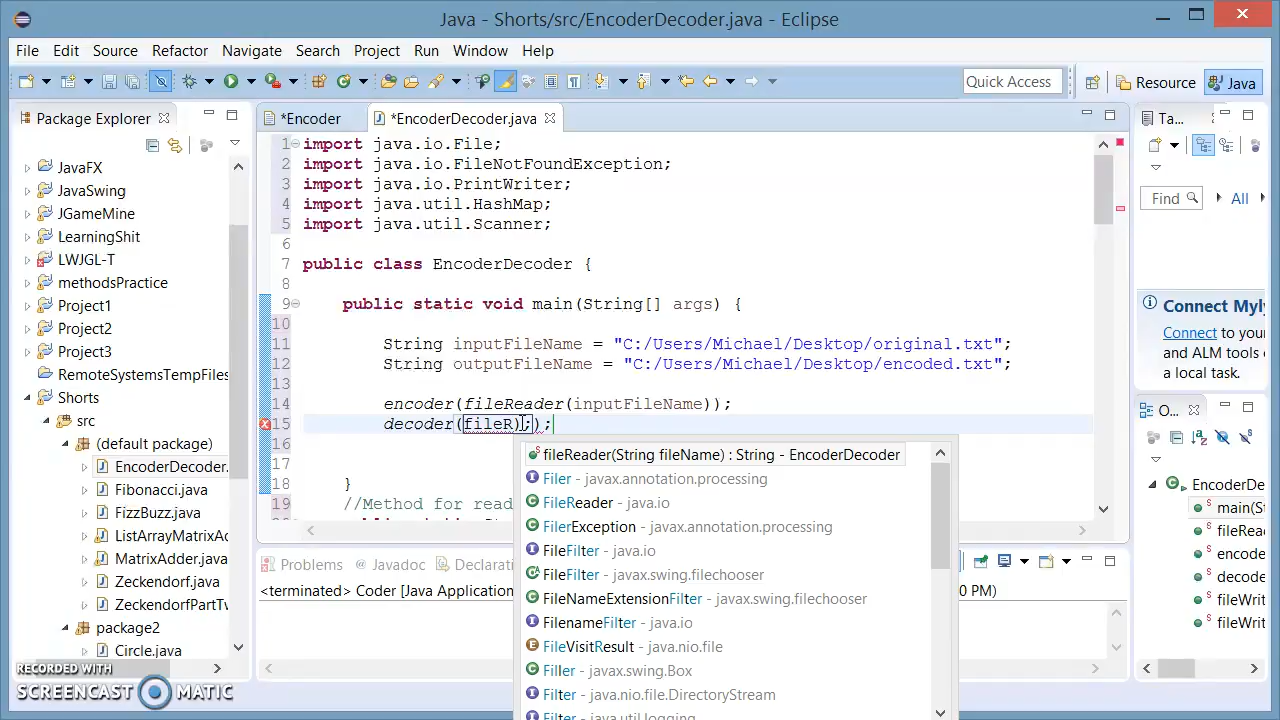 Java - Shorts/src/EncoderDecoder.java - Eclipse
File Edit Source Refactor Navigate Search Project Run Window Help
Quick Access
Resource
Java
Package Explorer
*Encoder
*EncoderDecoder.java
Ta...
JavaFX
JavaSwing
JGameMine
LearningShit
LWJGL-T
methodsPractice
Project1
Project2
Project3
RemoteSystemsTempFiles
Shorts
src
(default package)
EncoderDecoder.
Fibonacci.java
FizzBuzz.java
ListArrayMatrixAc
MatrixAdder.java
Zeckendorf.java
ZeckendorfPartTv
package2
Circle.java
1 import java.io.File;
2 import java.io.FileNotFoundException;
3 import java.io.PrintWriter;
4 import java.util.HashMap;
5 import java.util.Scanner;
6
7 public class EncoderDecoder {
8
9 public static void main(String[] args) {
10
11 String inputFileName = "C:/Users/Michael/Desktop/original.txt";
12 String outputFileName = "C:/Users/Michael/Desktop/encoded.txt";
13
14 encoder(fileReader(inputFileName));
15 decoder(fileR););
16
17
18 }
19 //Method for read
fileReader(String fileName) : String - EncoderDecoder
Filer - javax.annotation.processing
FileReader - java.io
FilerException - javax.annotation.processing
FileFilter - java.io
FileFilter - javax.swing.filechooser
FileNameExtensionFilter - javax.swing.filechooser
FilenameFilter - java.io
FileVisitResult - java.nio.file
Filler - javax.swing.Box
Filter - java.nio.file.DirectoryStream
Filter - java.util.logging
Problems
Javadoc
Declarati
<terminated> Coder [Java Application
0 PM)
Find
All
Connect Myly
Connect to your
and ALM tools o
a local task.
O...
EncoderDe
main(S
fileRea
encode
decode
fileWrit
fileWrit
RECORDED WITH
SCREENCAST MATIC